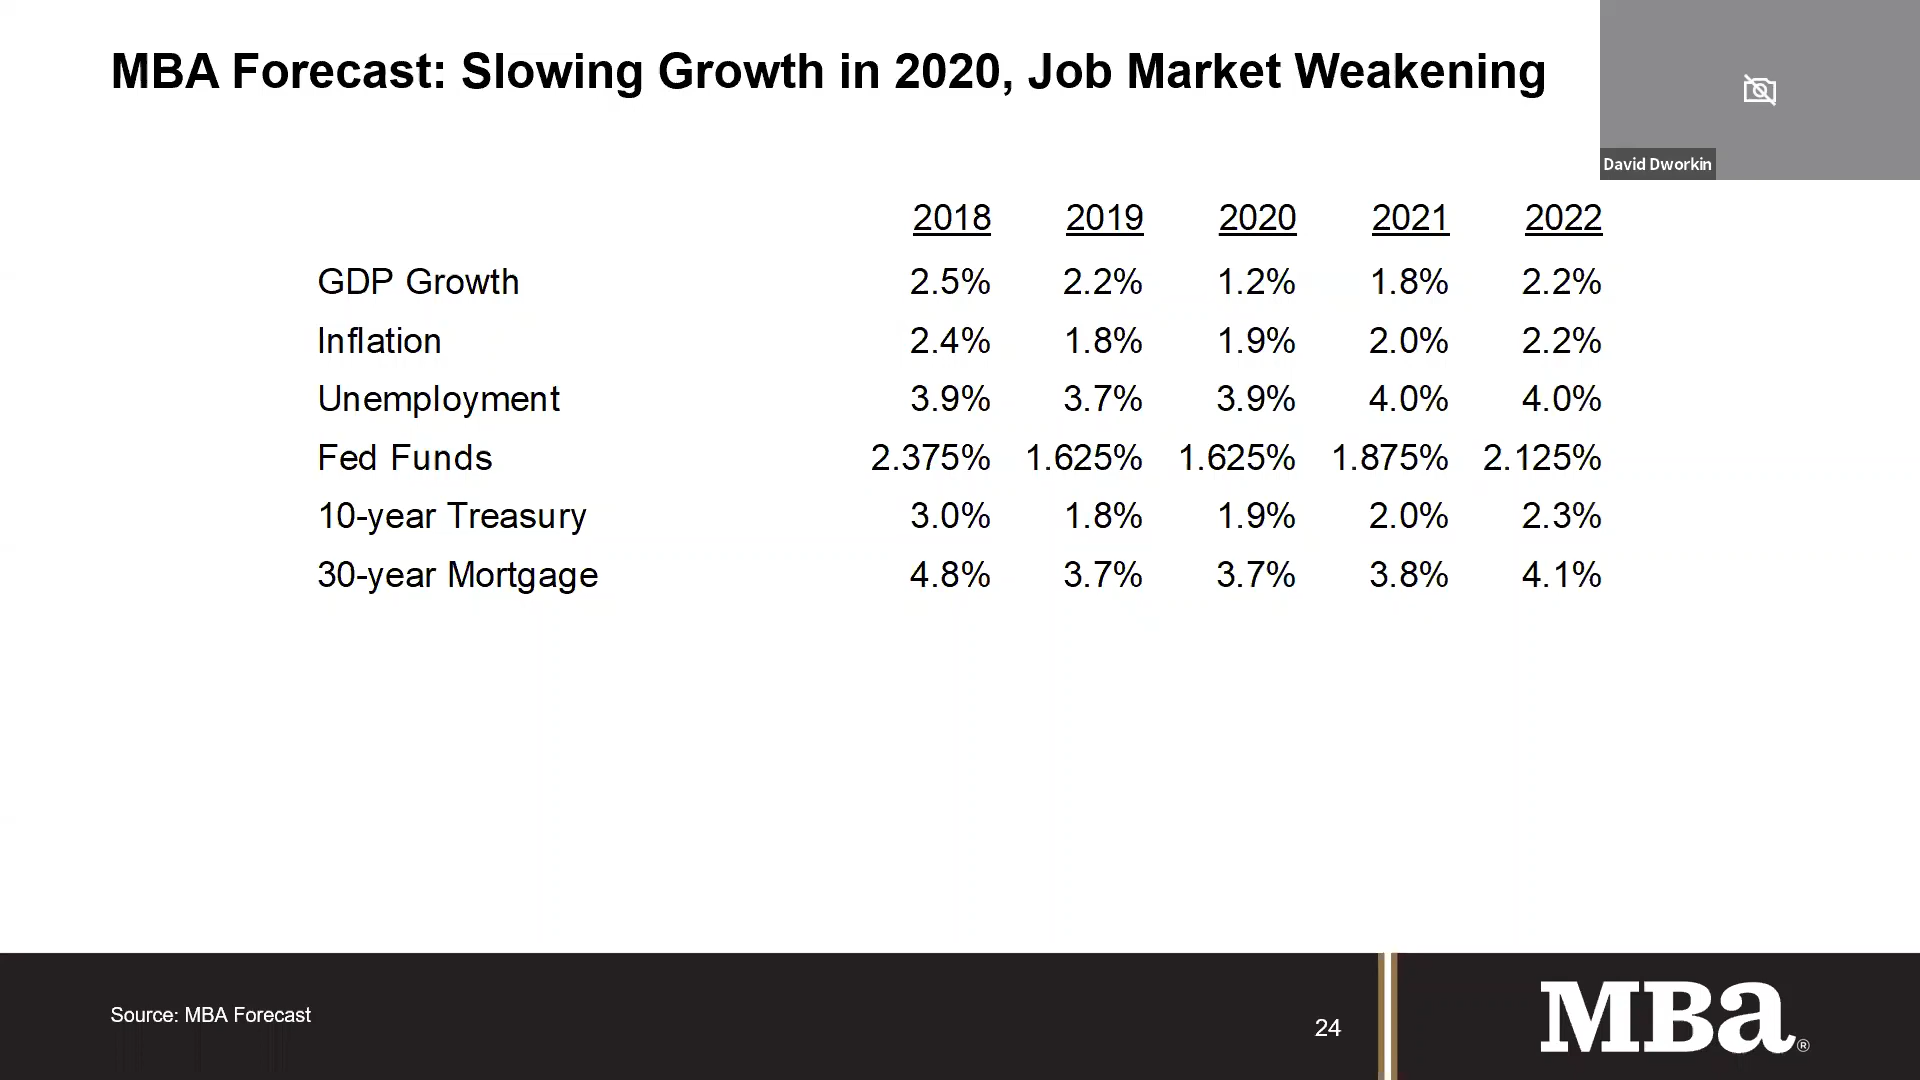 MBA Forecast: Slowing Growth in 2020, Job Market Weakening
David Dworkin
2018 2019 2020 2021 2022
GDP Growth 2.5% 2.2% 1.2% 1.8% 2.2%
Inflation 2.4% 1.8% 1.9% 2.0% 2.2%
Unemployment 3.9% 3.7% 3.9% 4.0% 4.0%
Fed Funds 2.375% 1.625% 1.625% 1.875% 2.125%
10-year Treasury 3.0% 1.8% 1.9% 2.0% 2.3%
30-year Mortgage 4.8% 3.7% 3.7% 3.8% 4.1%
Source: MBA Forecast
24
MBa®